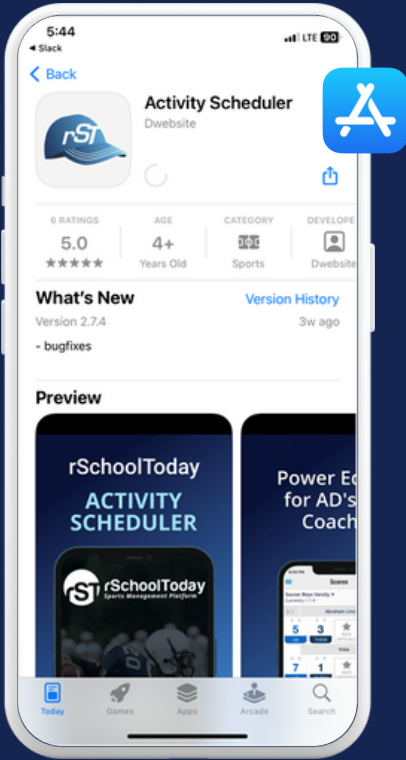 5:44
LTE 90
Slack
Back
rST
Activity Scheduler
Dwebsite
6 RATINGS
AGE
CATEGORY
DEVELOPE
5.0
4+
★★★★★
Years Old
Sports
Dwebsite
What's New
Version History
Version 2.7.4
3w ago
- bugfixes
Preview
rSchoolToday
ACTIVITY
SCHEDULER
rST rSchoolToday
Sports Management Platform
Power Ed
for AD's
Coach
Scores
Soccer Boys Varsity
Abraham Linc
5 3
7 1
Today
Games
Apps
Arcade
Search